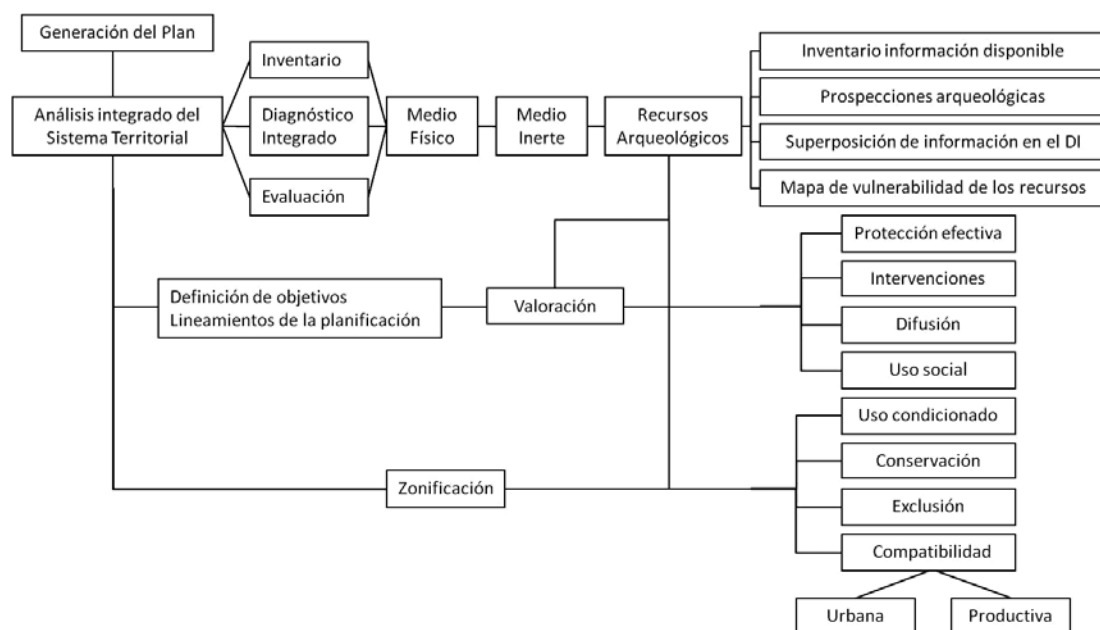 Generación del Plan
Análisis integrado del
Sistema Territorial
Inventario
Diagnóstico
Integrado
Evaluación
Medio
Físico
Medio
Inerte
Recursos
Arqueológicos
Inventario información disponible
Prospecciones arqueológicas
Superposición de información en el DI
Mapa de vulnerabilidad de los recursos
Definición de objetivos
Lineamientos de la planificación
Valoración
Protección efectiva
Intervenciones
Difusión
Uso social
Zonificación
Uso condicionado
Conservación
Exclusión
Compatibilidad
Urbana
Productiva